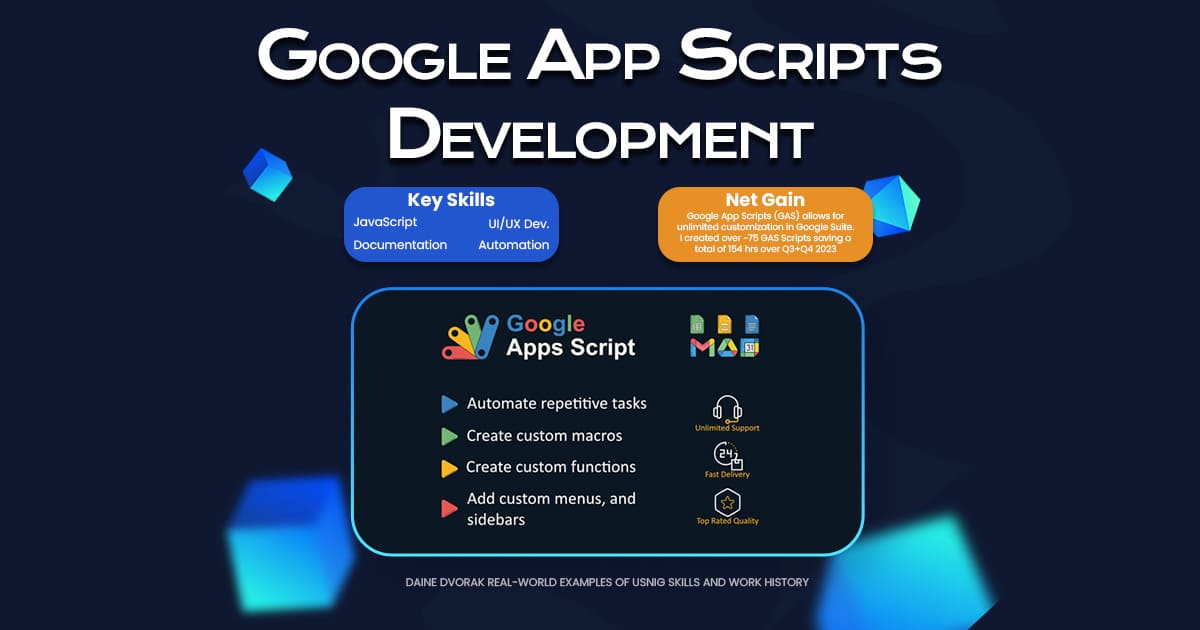 GOOGLE APP SCRIPTS
DEVELOPMENT
Key Skills
JavaScript
UI/UX Dev.
Documentation
Automation
Net Gain
Google App Scripts (GAS) allows for
unlimited customization in Google Suite.
I created over ~75 GAS Scripts saving a
total of 154 hrs over Q3+Q4 2023
Google
Apps Script
31
Automate repetitive tasks
Create custom macros
Create custom functions
Add custom menus, and
sidebars
Unlimited Support
24
Fast Delivery
Top Rated Quality
DAINE DVORAK REAL-WORLD EXAMPLES OF USNIG SKILLS AND WORK HISTORY